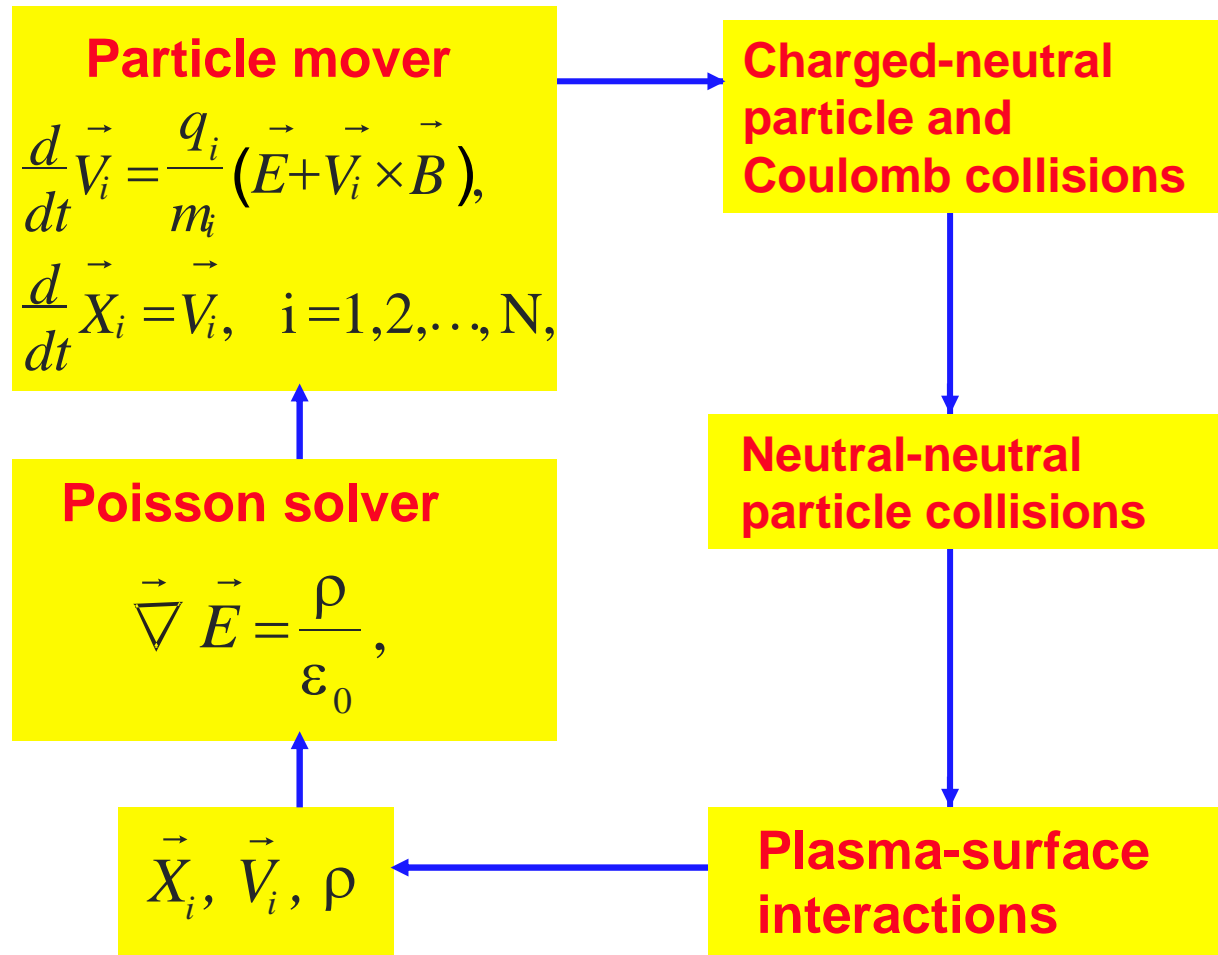 Particle mover
d/dt V⃗ᵢ = qᵢ/mᵢ (E⃗+V⃗ᵢ × B⃗ ),
d/dt X⃗ᵢ = V⃗ᵢ, i =1,2,…, N,
Charged-neutral
particle and
Coulomb collisions
Neutral-neutral
particle collisions
Plasma-surface
interactions
X⃗ᵢ, V⃗ᵢ, ρ
Poisson solver
∇⃗ E⃗ = ρ/ε₀ ,